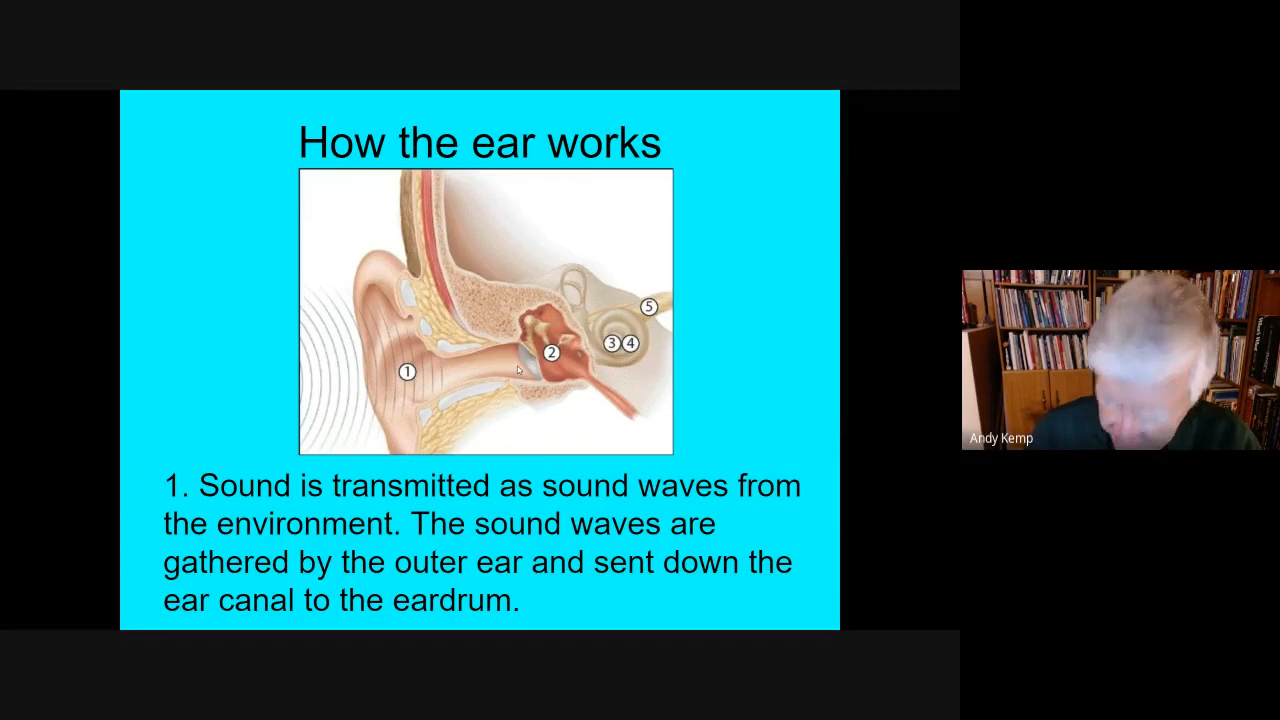 How the ear works
1
2
3
4
5
1. Sound is transmitted as sound waves from
the environment. The sound waves are
gathered by the outer ear and sent down the
ear canal to the eardrum.
Andy Kemp